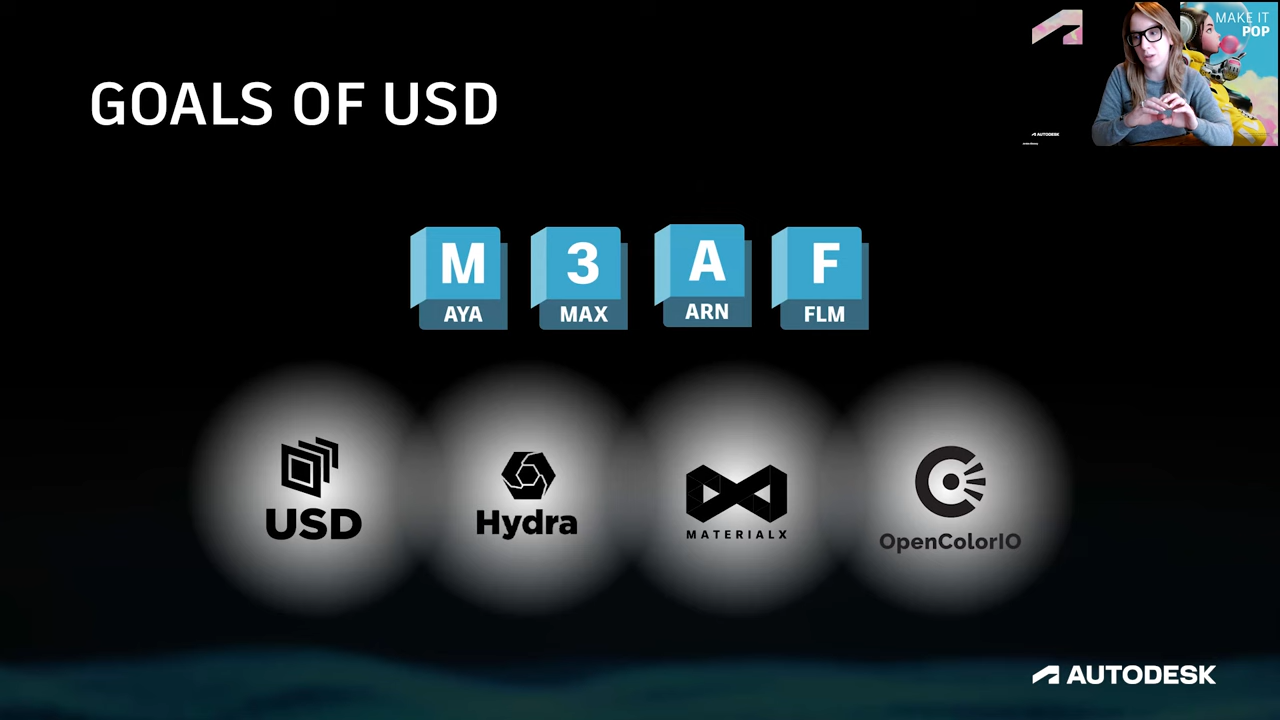 GOALS OF USD
MAKE IT
POP
AUTODESK
M
AYA
3
MAX
A
ARN
F
FLM
USD
Hydra
MATERIALX
OpenColorIO
AUTODESK